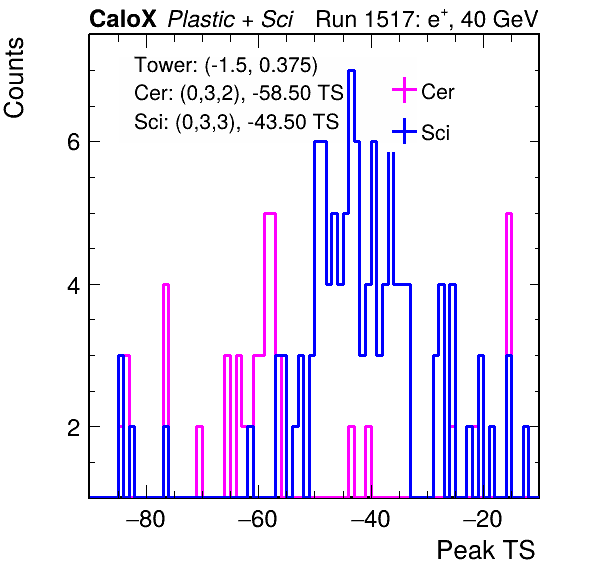 CaloX Plastic + Sci Run 1517: e⁺, 40 GeV
Counts
Tower: (-1.5, 0.375)
Cer: (0,3,2), -58.50 TS
Sci: (0,3,3), -43.50 TS
Cer
Sci
6
4
2
−80 −60 −40 −20
Peak TS